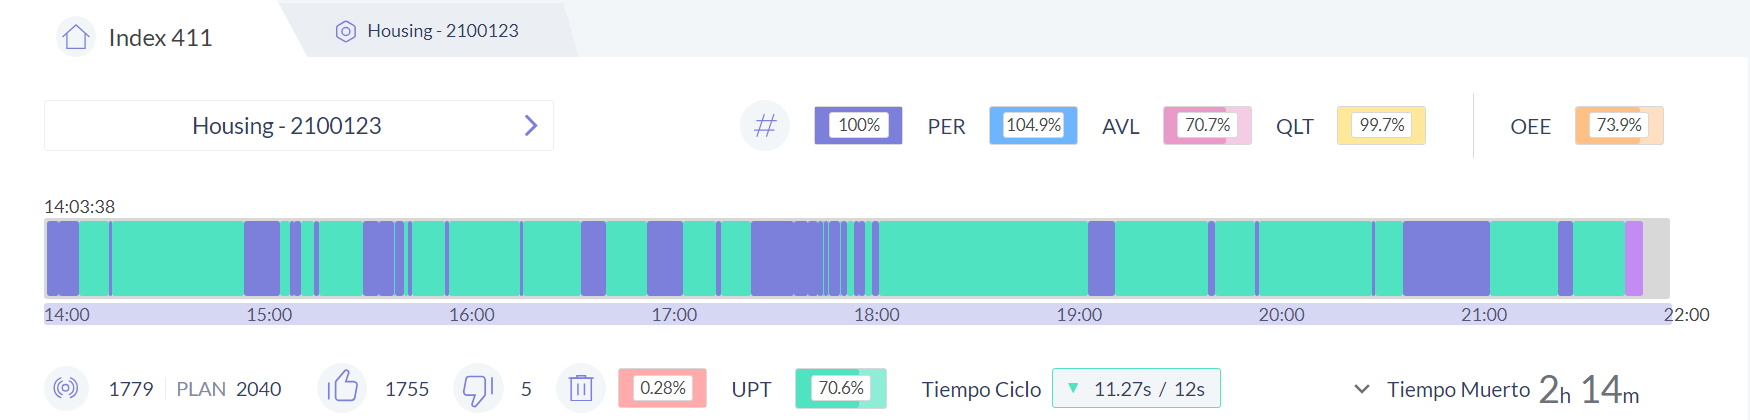 Index 411
Housing - 2100123
Housing - 2100123
# 100% PER 104.9% AVL 70.7% QLT 99.7% OEE 73.9%
14:03:38
14:00 15:00 16:00 17:00 18:00 19:00 20:00 21:00 22:00
1779 PLAN 2040 1755 5 0.28% UPT 70.6% Tiempo Ciclo ▼ 11.27s / 12s Tiempo Muerto 2h 14m